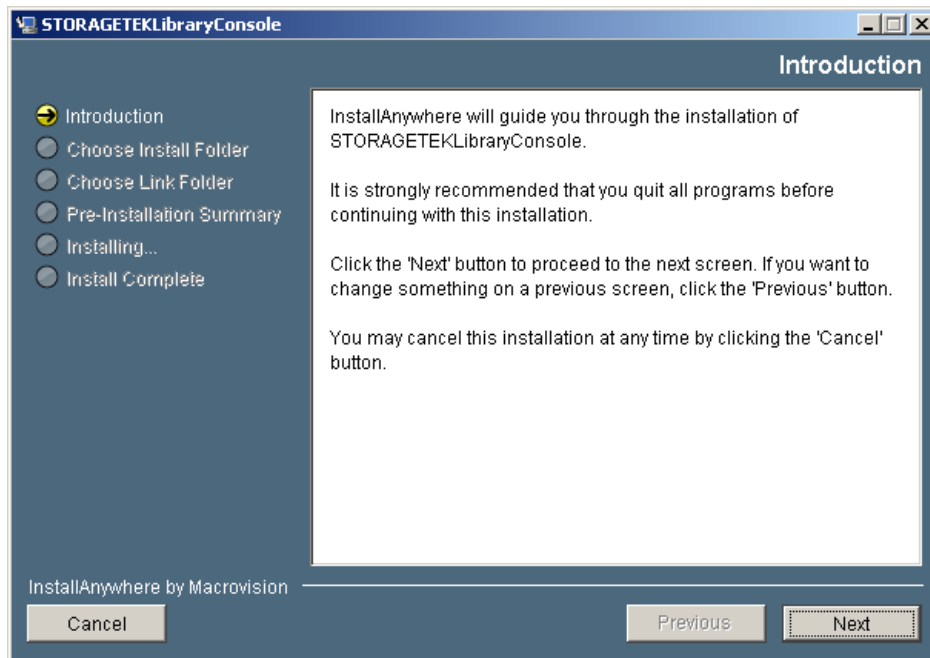 STORAGETEKLibraryConsole
Introduction
Introduction
Choose Install Folder
Choose Link Folder
Pre-Installation Summary
Installing...
Install Complete
InstallAnywhere will guide you through the installation of
STORAGETEKLibraryConsole.
It is strongly recommended that you quit all programs before
continuing with this installation.
Click the 'Next' button to proceed to the next screen. If you want to
change something on a previous screen, click the 'Previous' button.
You may cancel this installation at any time by clicking the 'Cancel'
button.
InstallAnywhere by Macrovision
Cancel
Previous
Next